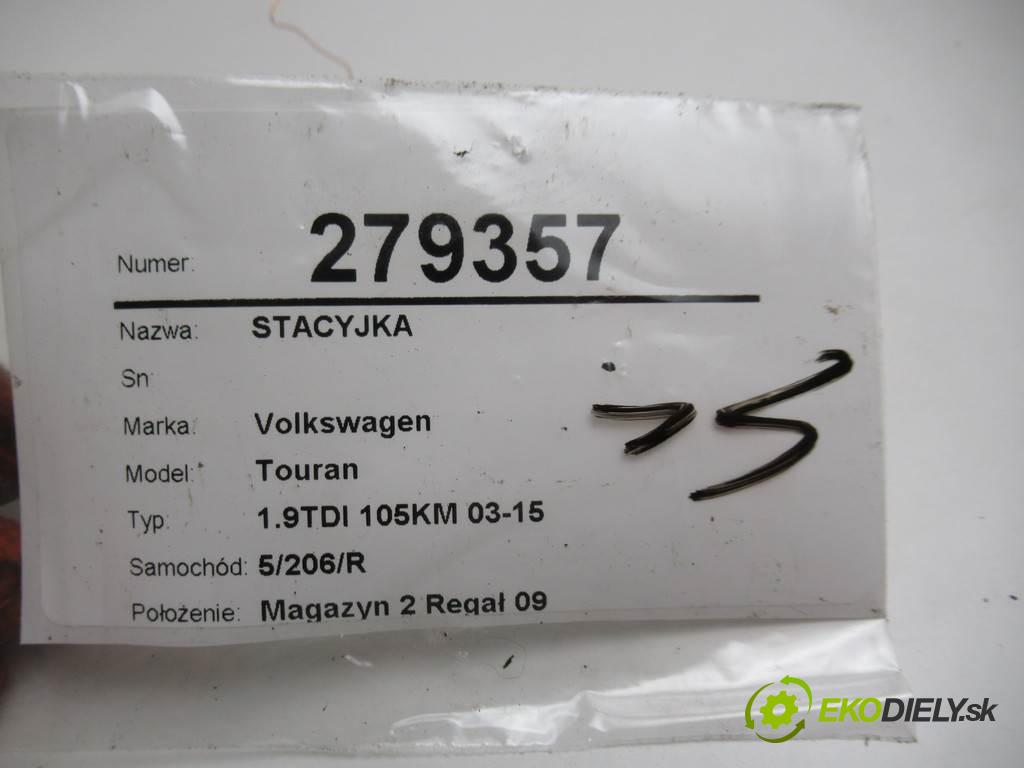 Numer: 279357
Nazwa: STACYJKA
Sn
Marka: Volkswagen
Model: Touran
Typ: 1.9TDI 105KM 03-15
Samochód: 5/206/R
Położenie: Magazyn 2 Regał 09
EKODIELY.sk